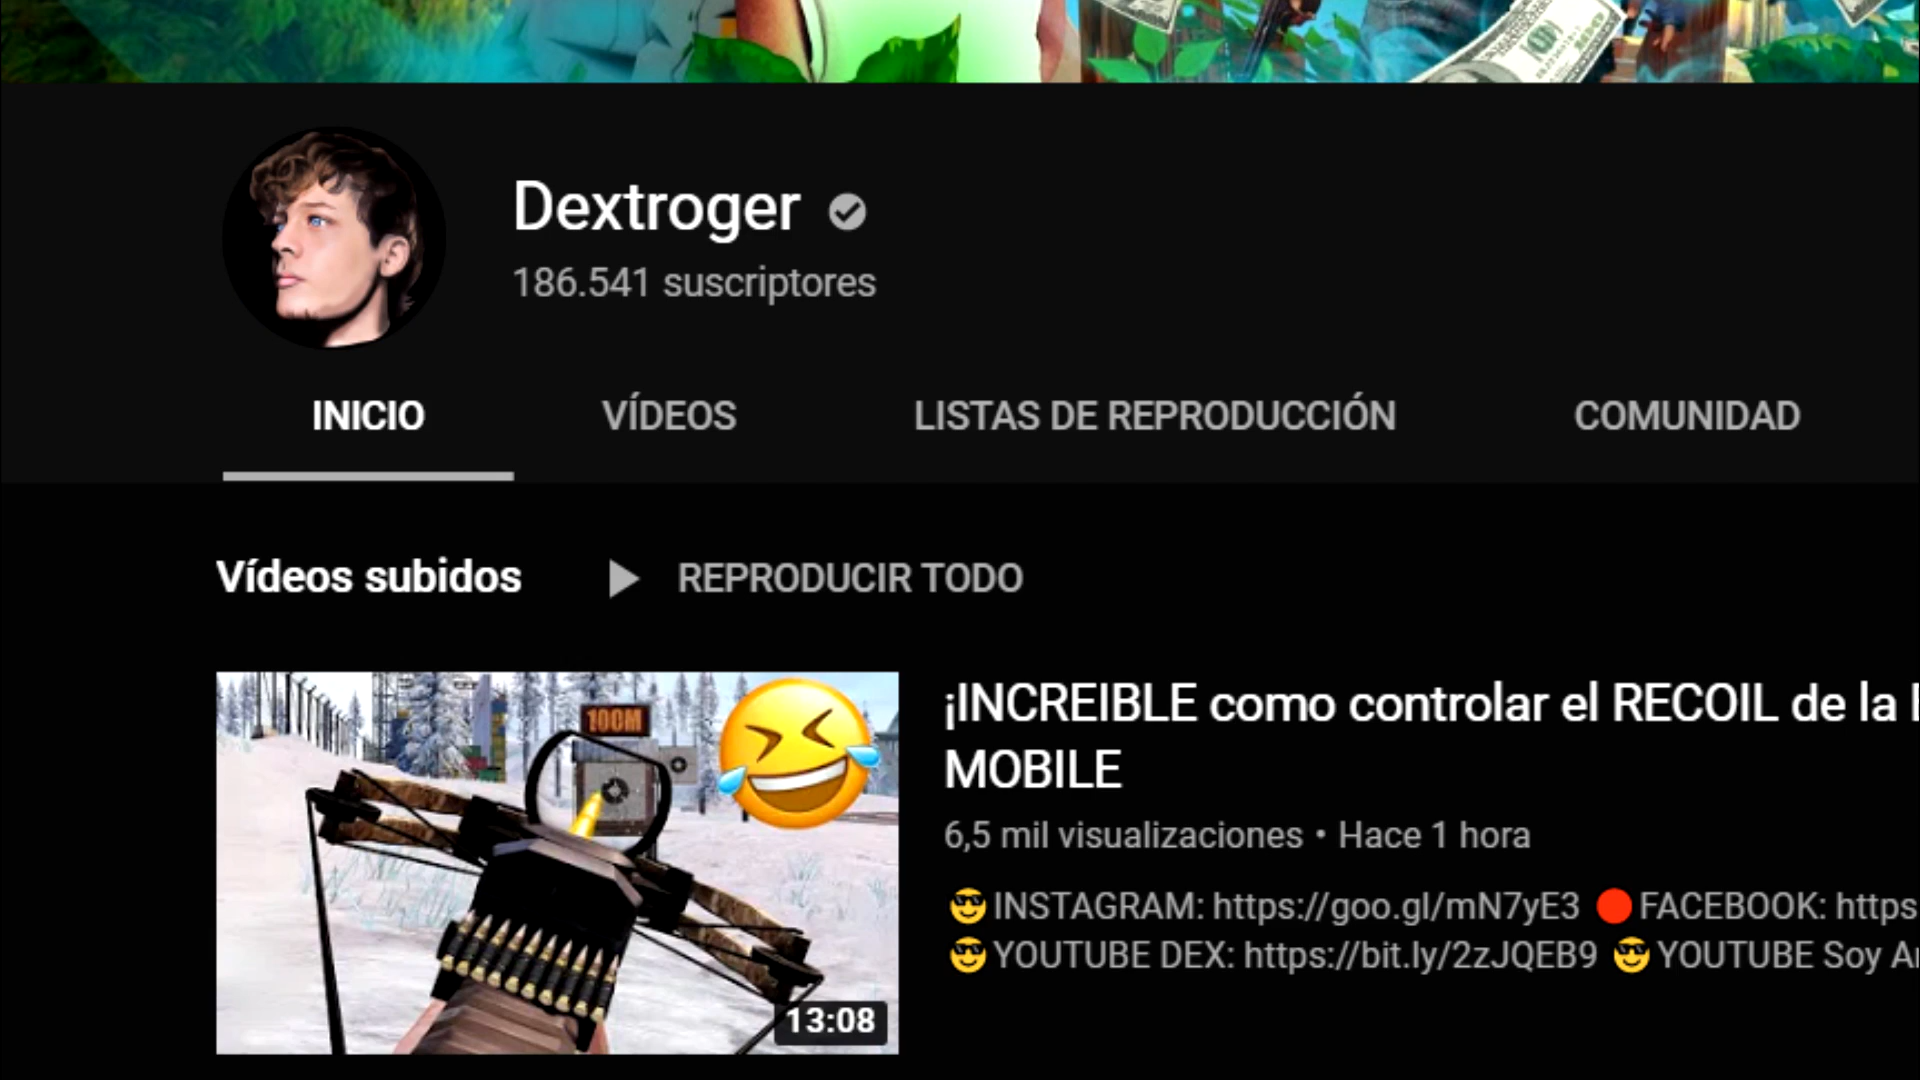 Dextroger
186.541 suscriptores
INICIO VÍDEOS LISTAS DE REPRODUCCIÓN COMUNIDAD
Vídeos subidos REPRODUCIR TODO
100M
¡INCREIBLE como controlar el RECOIL de la
MOBILE
6,5 mil visualizaciones • Hace 1 hora
😎INSTAGRAM: https://goo.gl/mN7yE3 🔴FACEBOOK: https
😎YOUTUBE DEX: https://bit.ly/2zJQEB9 😎YOUTUBE Soy
13:08